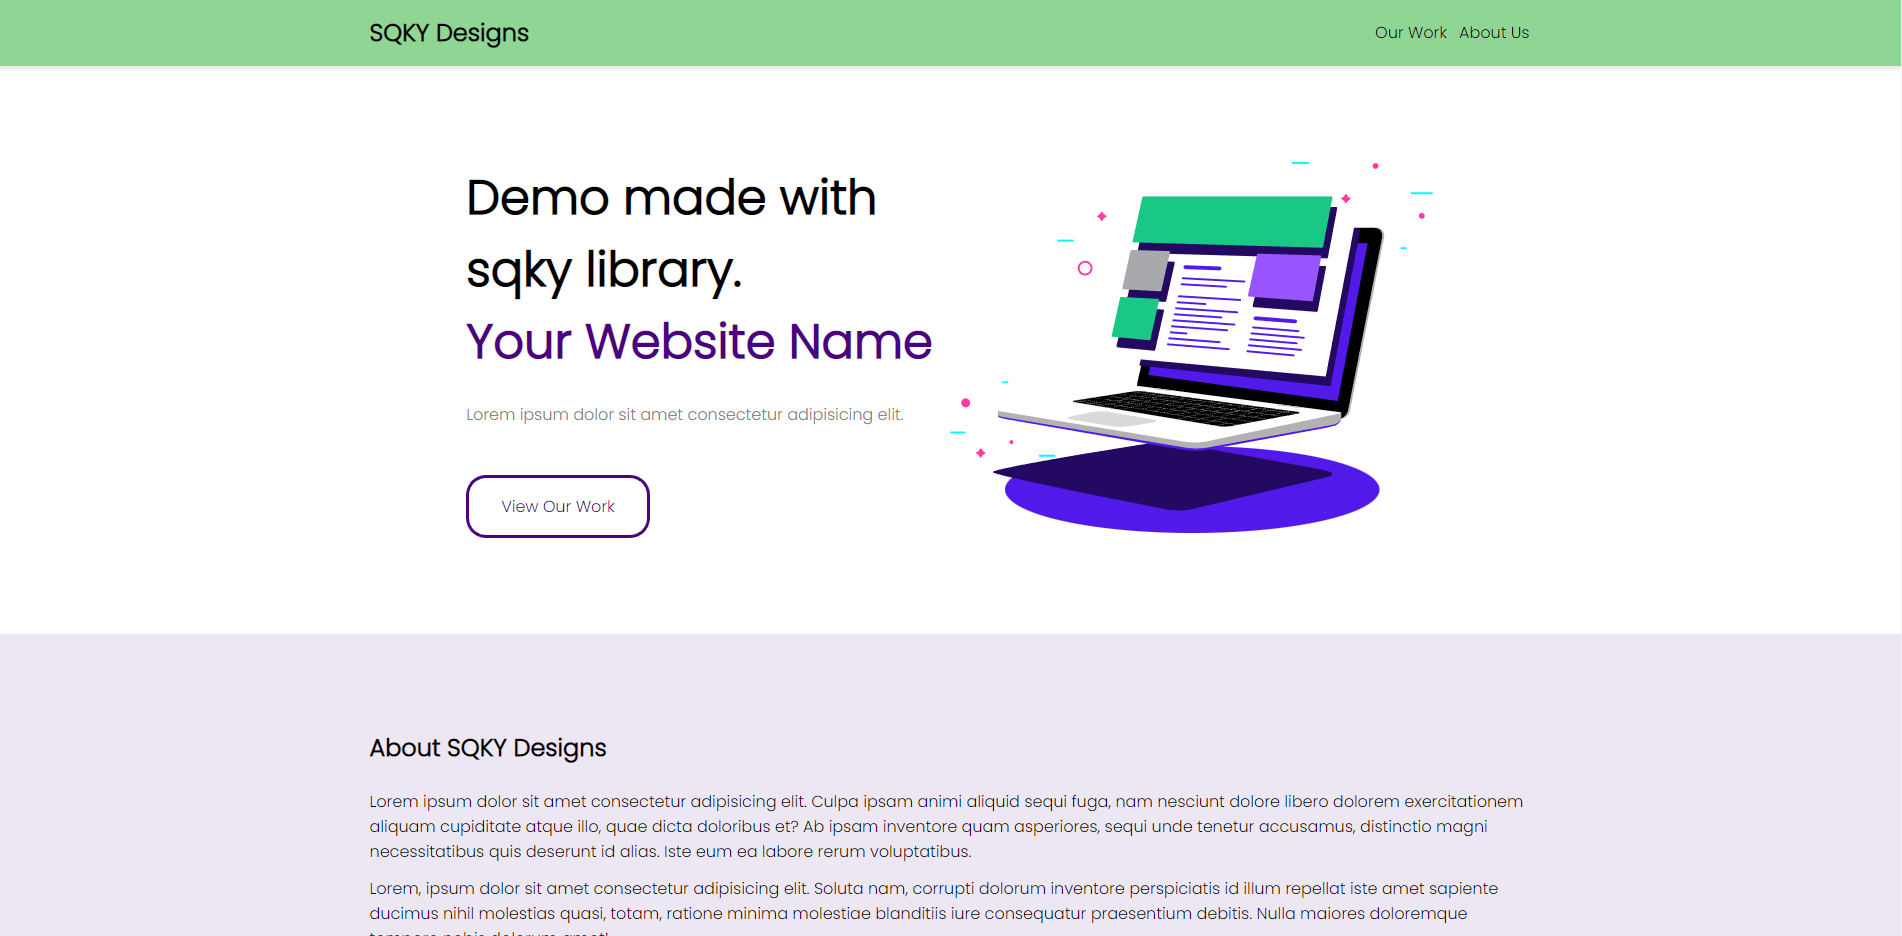 SQKY Designs
Our Work About Us
Demo made with
sqky library.
Your Website Name
Lorem ipsum dolor sit amet consectetur adipisicing elit.
View Our Work
About SQKY Designs
Lorem ipsum dolor sit amet consectetur adipisicing elit. Culpa ipsam animi aliquid sequi fuga, nam nesciunt dolore libero dolorem exercitationem
aliquam cupiditate atque illo, quae dicta doloribus et? Ab ipsam inventore quam asperiores, sequi unde tenetur accusamus, distinctio magni
necessitatibus quis deserunt id alias. Iste eum ea labore rerum voluptatibus.
Lorem, ipsum dolor sit amet consectetur adipisicing elit. Soluta nam, corrupti dolorum inventore perspiciatis id illum repellat iste amet sapiente
ducimus nihil molestias quasi, totam, ratione minima molestiae blanditiis iure consequatur praesentium debitis. Nulla maiores doloremque